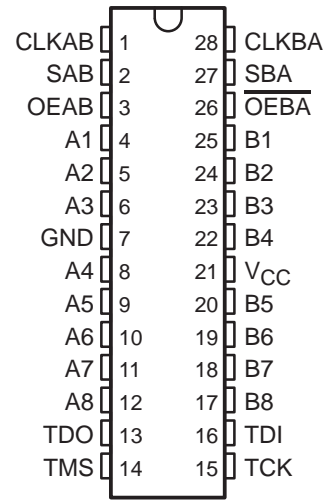 CLKAB 1 28 CLKBA
SAB 2 27 SBA
OEAB 3 26 OEBA
A1 4 25 B1
A2 5 24 B2
A3 6 23 B3
GND 7 22 B4
A4 8 21 VCC
A5 9 20 B5
A6 10 19 B6
A7 11 18 B7
A8 12 17 B8
TDO 13 16 TDI
TMS 14 15 TCK